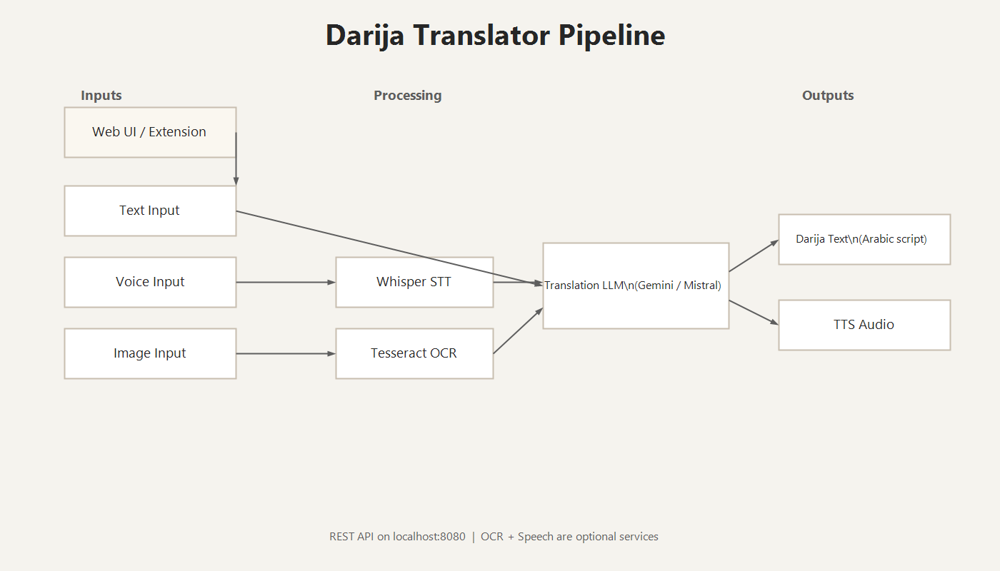 Darija Translator Pipeline
Inputs
Processing
Outputs
Web UI / Extension
Text Input
Voice Input
Image Input
Whisper STT
Tesseract OCR
Translation LLM\n(Gemini / Mistral)
Darija Text\n(Arabic script)
TTS Audio
REST API on localhost:8080 | OCR + Speech are optional services